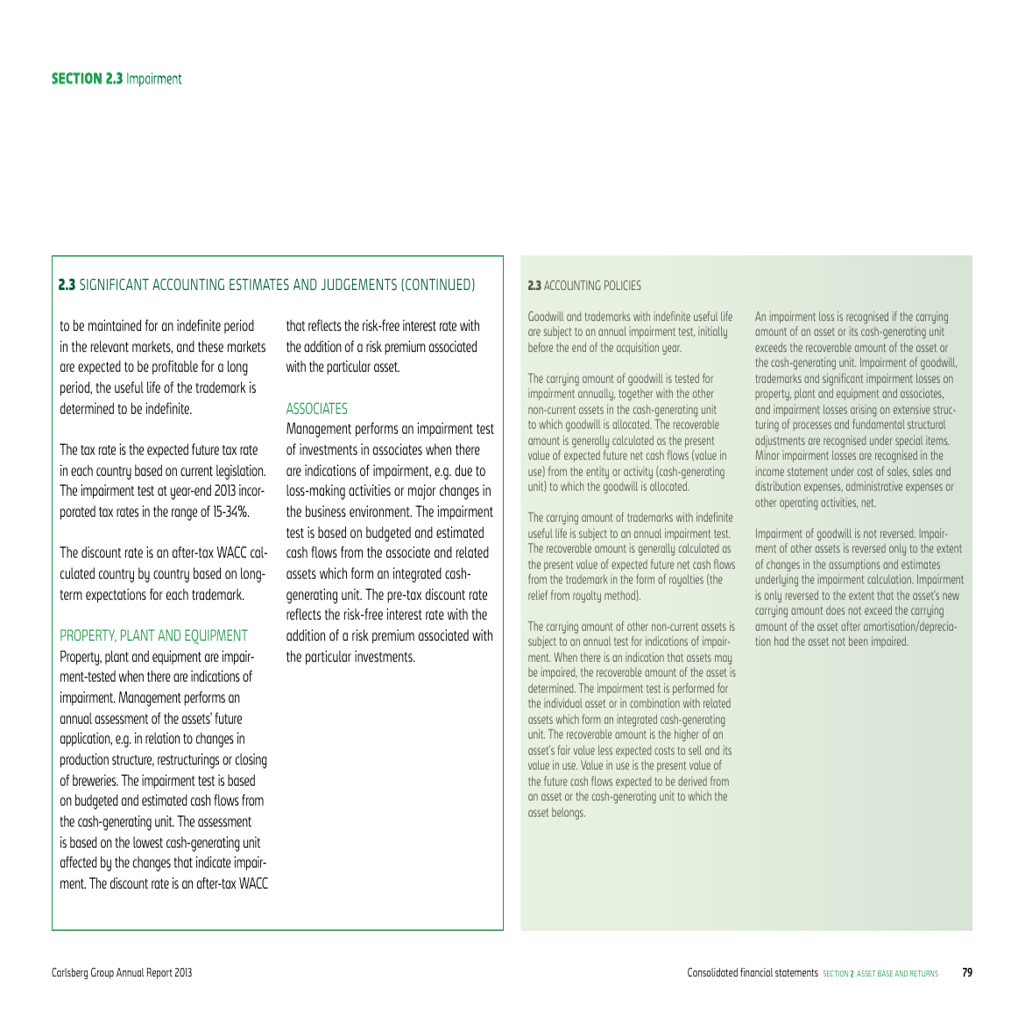 SECTION 2.3 Impairment
2.3 SIGNIFICANT ACCOUNTING ESTIMATES AND JUDGEMENTS (CONTINUED)
to be maintained for an indefinite period
in the relevant markets, and these markets
are expected to be profitable for a long
period, the useful life of the trademark is
determined to be indefinite.
The tax rate is the expected future tax rate
in each country based on current legislation.
The impairment test at year-end 2013 incor-
porated tax rates in the range of 15-34%.
The discount rate is an after-tax WACC cal-
culated country by country based on long-
term expectations for each trademark.
PROPERTY, PLANT AND EQUIPMENT
Property, plant and equipment are impair-
ment-tested when there are indications of
impairment. Management performs an
annual assessment of the assets' future
application, e.g. in relation to changes in
production structure, restructurings or closing
of breweries. The impairment test is based
on budgeted and estimated cash flows from
the cash-generating unit. The assessment
is based on the lowest cash-generating unit
affected by the changes that indicate impair-
ment. The discount rate is an after-tax WACC
that reflects the risk-free interest rate with
the addition of a risk premium associated
with the particular asset.
ASSOCIATES
Management performs an impairment test
of investments in associates when there
are indications of impairment, e.g. due to
loss-making activities or major changes in
the business environment. The impairment
test is based on budgeted and estimated
cash flows from the associate and related
assets which form an integrated cash-
generating unit. The pre-tax discount rate
reflects the risk-free interest rate with the
addition of a risk premium associated with
the particular investments.
2.3 ACCOUNTING POLICIES
Goodwill and trademarks with indefinite useful life
are subject to an annual impairment test, initially
before the end of the acquisition year.
The carrying amount of goodwill is tested for
impairment annually, together with the other
non-current assets in the cash-generating unit
to which goodwill is allocated. The recoverable
amount is generally calculated as the present
value of expected future net cash flows (value in
use) from the entity or activity (cash-generating
unit) to which the goodwill is allocated.
The carrying amount of trademarks with indefinite
useful life is subject to an annual impairment test.
The recoverable amount is generally calculated as
the present value of expected future net cash flows
from the trademark in the form of royalties (the
relief from royalty method).
The carrying amount of other non-current assets is
subject to an annual test for indications of impair-
ment. When there is an indication that assets may
be impaired, the recoverable amount of the asset is
determined. The impairment test is performed for
the individual asset or in combination with related
assets which form an integrated cash-generating
unit. The recoverable amount is the higher of an
asset's fair value less expected costs to sell and its
value in use. Value in use is the present value of
the future cash flows expected to be derived from
an asset or the cash-generating unit to which the
asset belongs.
An impairment loss is recognised if the carrying
amount of an asset or its cash-generating unit
exceeds the recoverable amount of the asset or
the cash-generating unit. Impairment of goodwill,
trademarks and significant impairment losses on
property, plant and equipment and associates,
and impairment losses arising on extensive struc-
turing of processes and fundamental structural
adjustments are recognised under special items.
Minor impairment losses are recognised in the
income statement under cost of sales, sales and
distribution expenses, administrative expenses or
other operating activities, net.
Impairment of goodwill is not reversed. Impair-
ment of other assets is reversed only to the extent
of changes in the assumptions and estimates
underlying the impairment calculation. Impairment
is only reversed to the extent that the asset's new
carrying amount does not exceed the carrying
amount of the asset after amortisation/deprecia-
tion had the asset not been impaired.
Carlsberg Group Annual Report 2013
Consolidated financial statements SECTION 2: ASSET BASE AND RETURNS 79